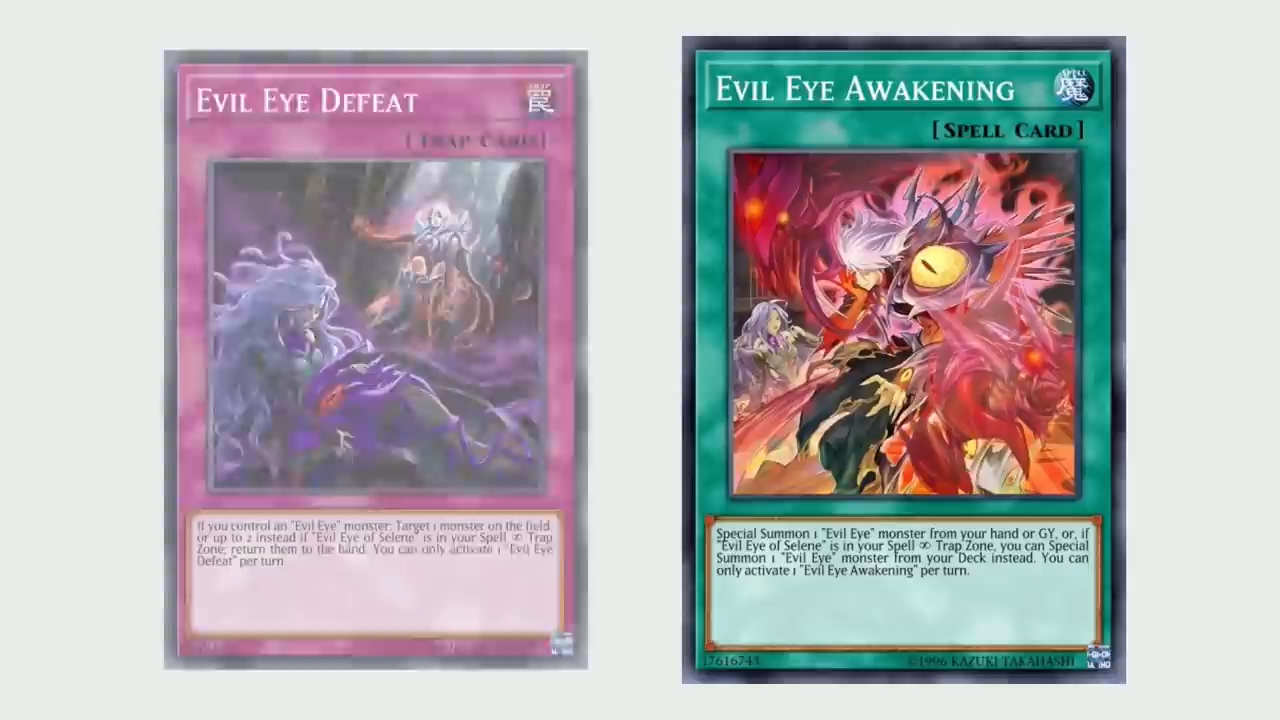 EVIL EYE DEFEAT
[TRAP CARD]
If you control an "Evil Eye" monster: Target 1 monster on the field
or up to 2 instead if "Evil Eye of Selene" is in your Spell & Trap
Zone; return them to the hand. You can only activate 1 "Evil Eye
Defeat" per turn
EVIL EYE AWAKENING
魔
[SPELL CARD]
Special Summon 1 "Evil Eye" monster from your hand or GY, or, if
"Evil Eye of Selene" is in your Spell & Trap Zone, you can Special
Summon 1 "Evil Eye" monster from your Deck instead. You can
only activate 1 "Evil Eye Awakening" per turn.
17616743
©1996 KAZUKI TAKAHASHI